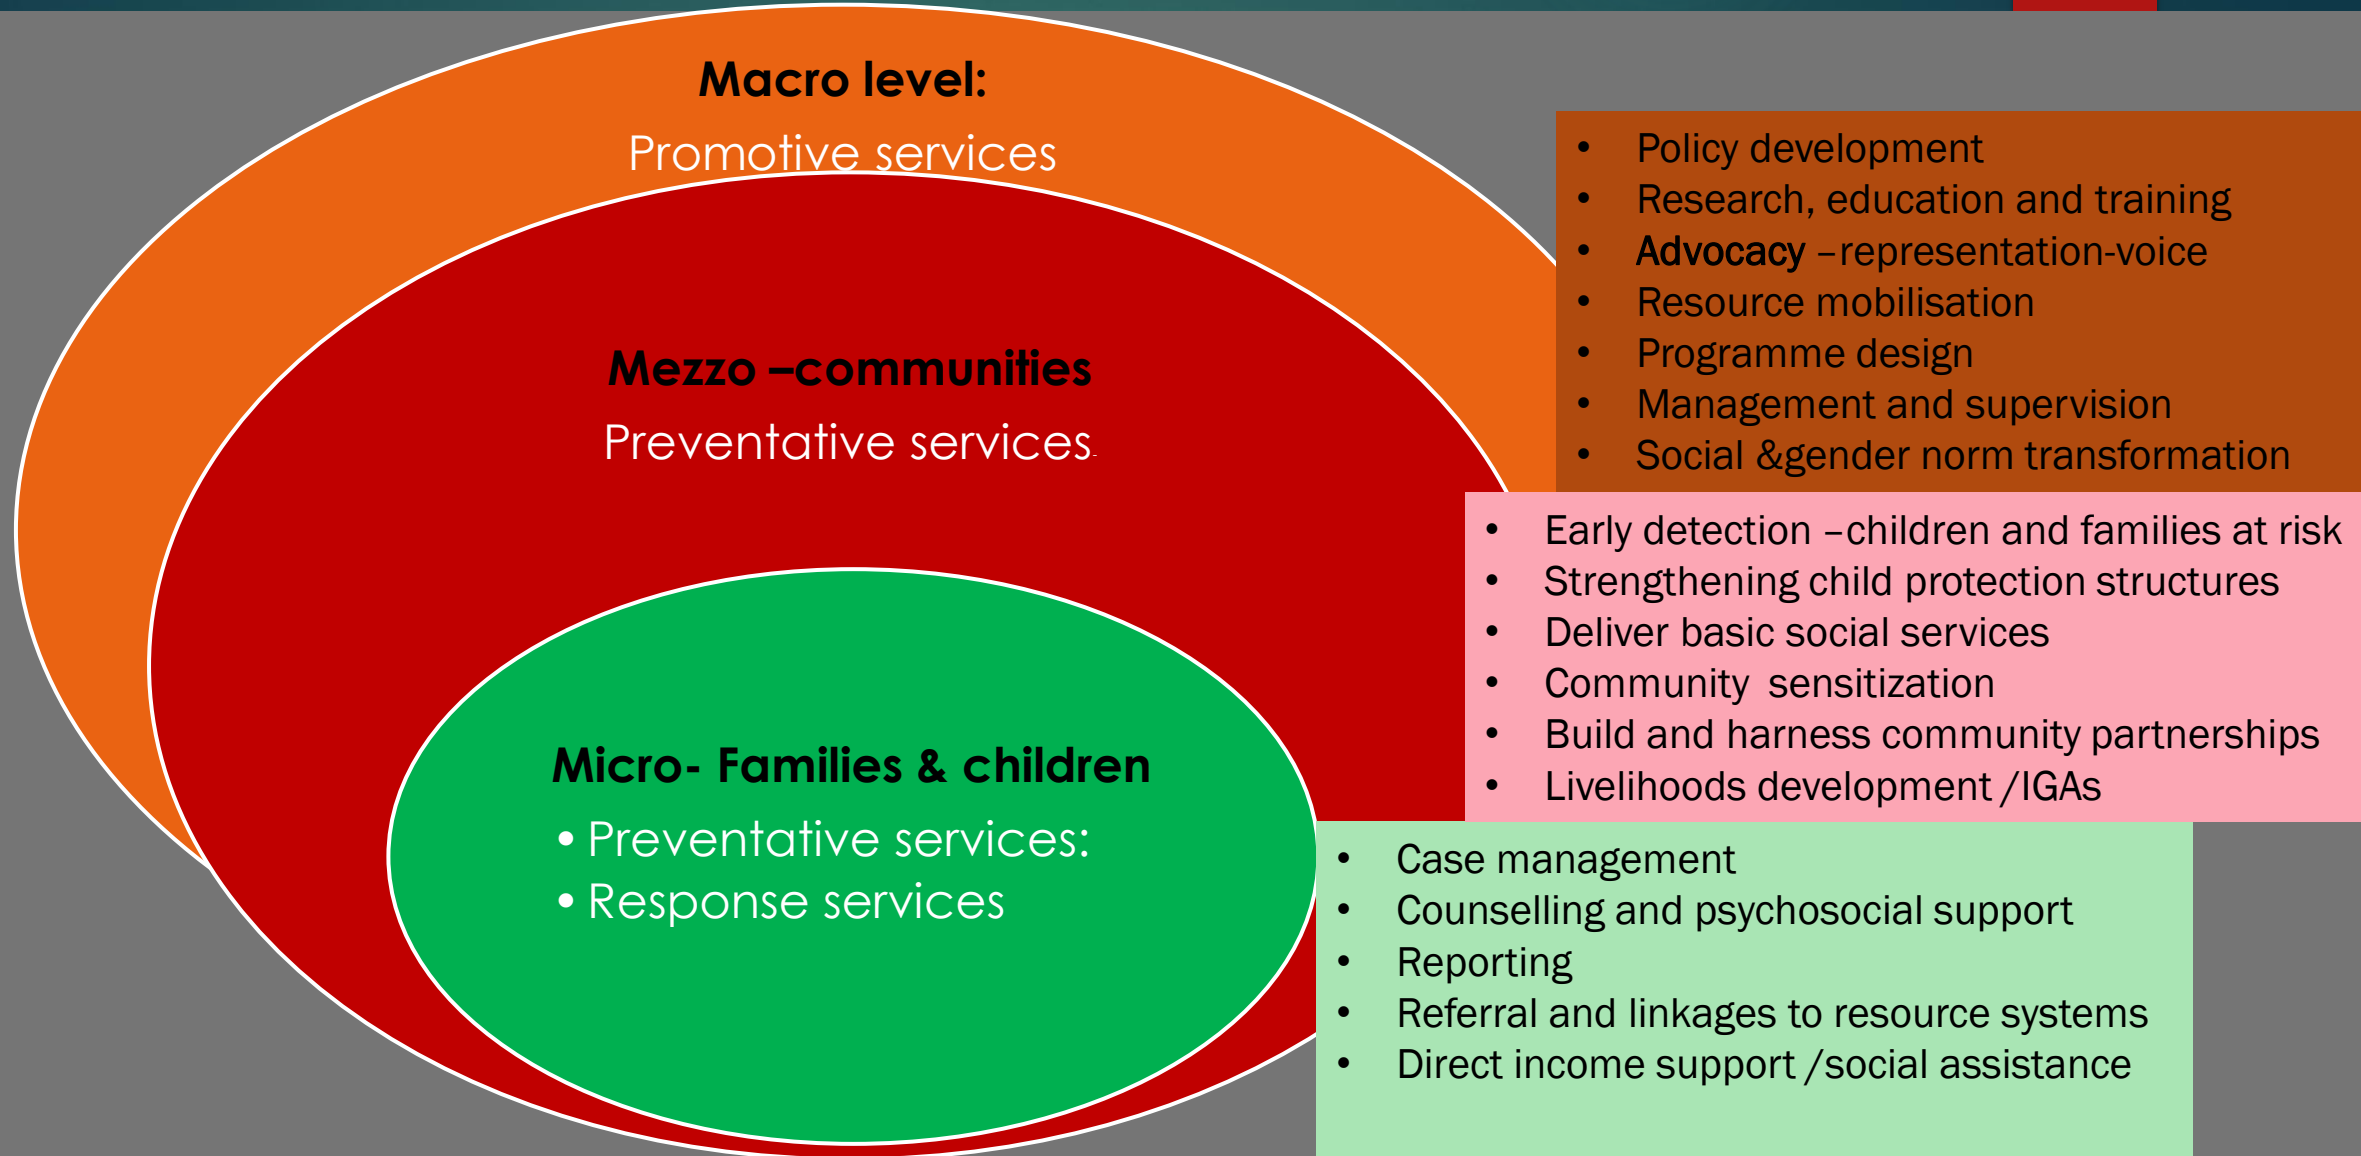 Macro level:
Promotive services
Mezzo –communities
Preventative services-
Micro- Families & children
• Preventative services:
• Response services
• Policy development
• Research, education and training
• Advocacy –representation-voice
• Resource mobilisation
• Programme design
• Management and supervision
• Social &gender norm transformation
• Early detection –children and families at risk
• Strengthening child protection structures
• Deliver basic social services
• Community  sensitization
• Build and harness community partnerships
• Livelihoods development /IGAs
• Case management
• Counselling and psychosocial support
• Reporting
• Referral and linkages to resource systems
• Direct income support /social assistance